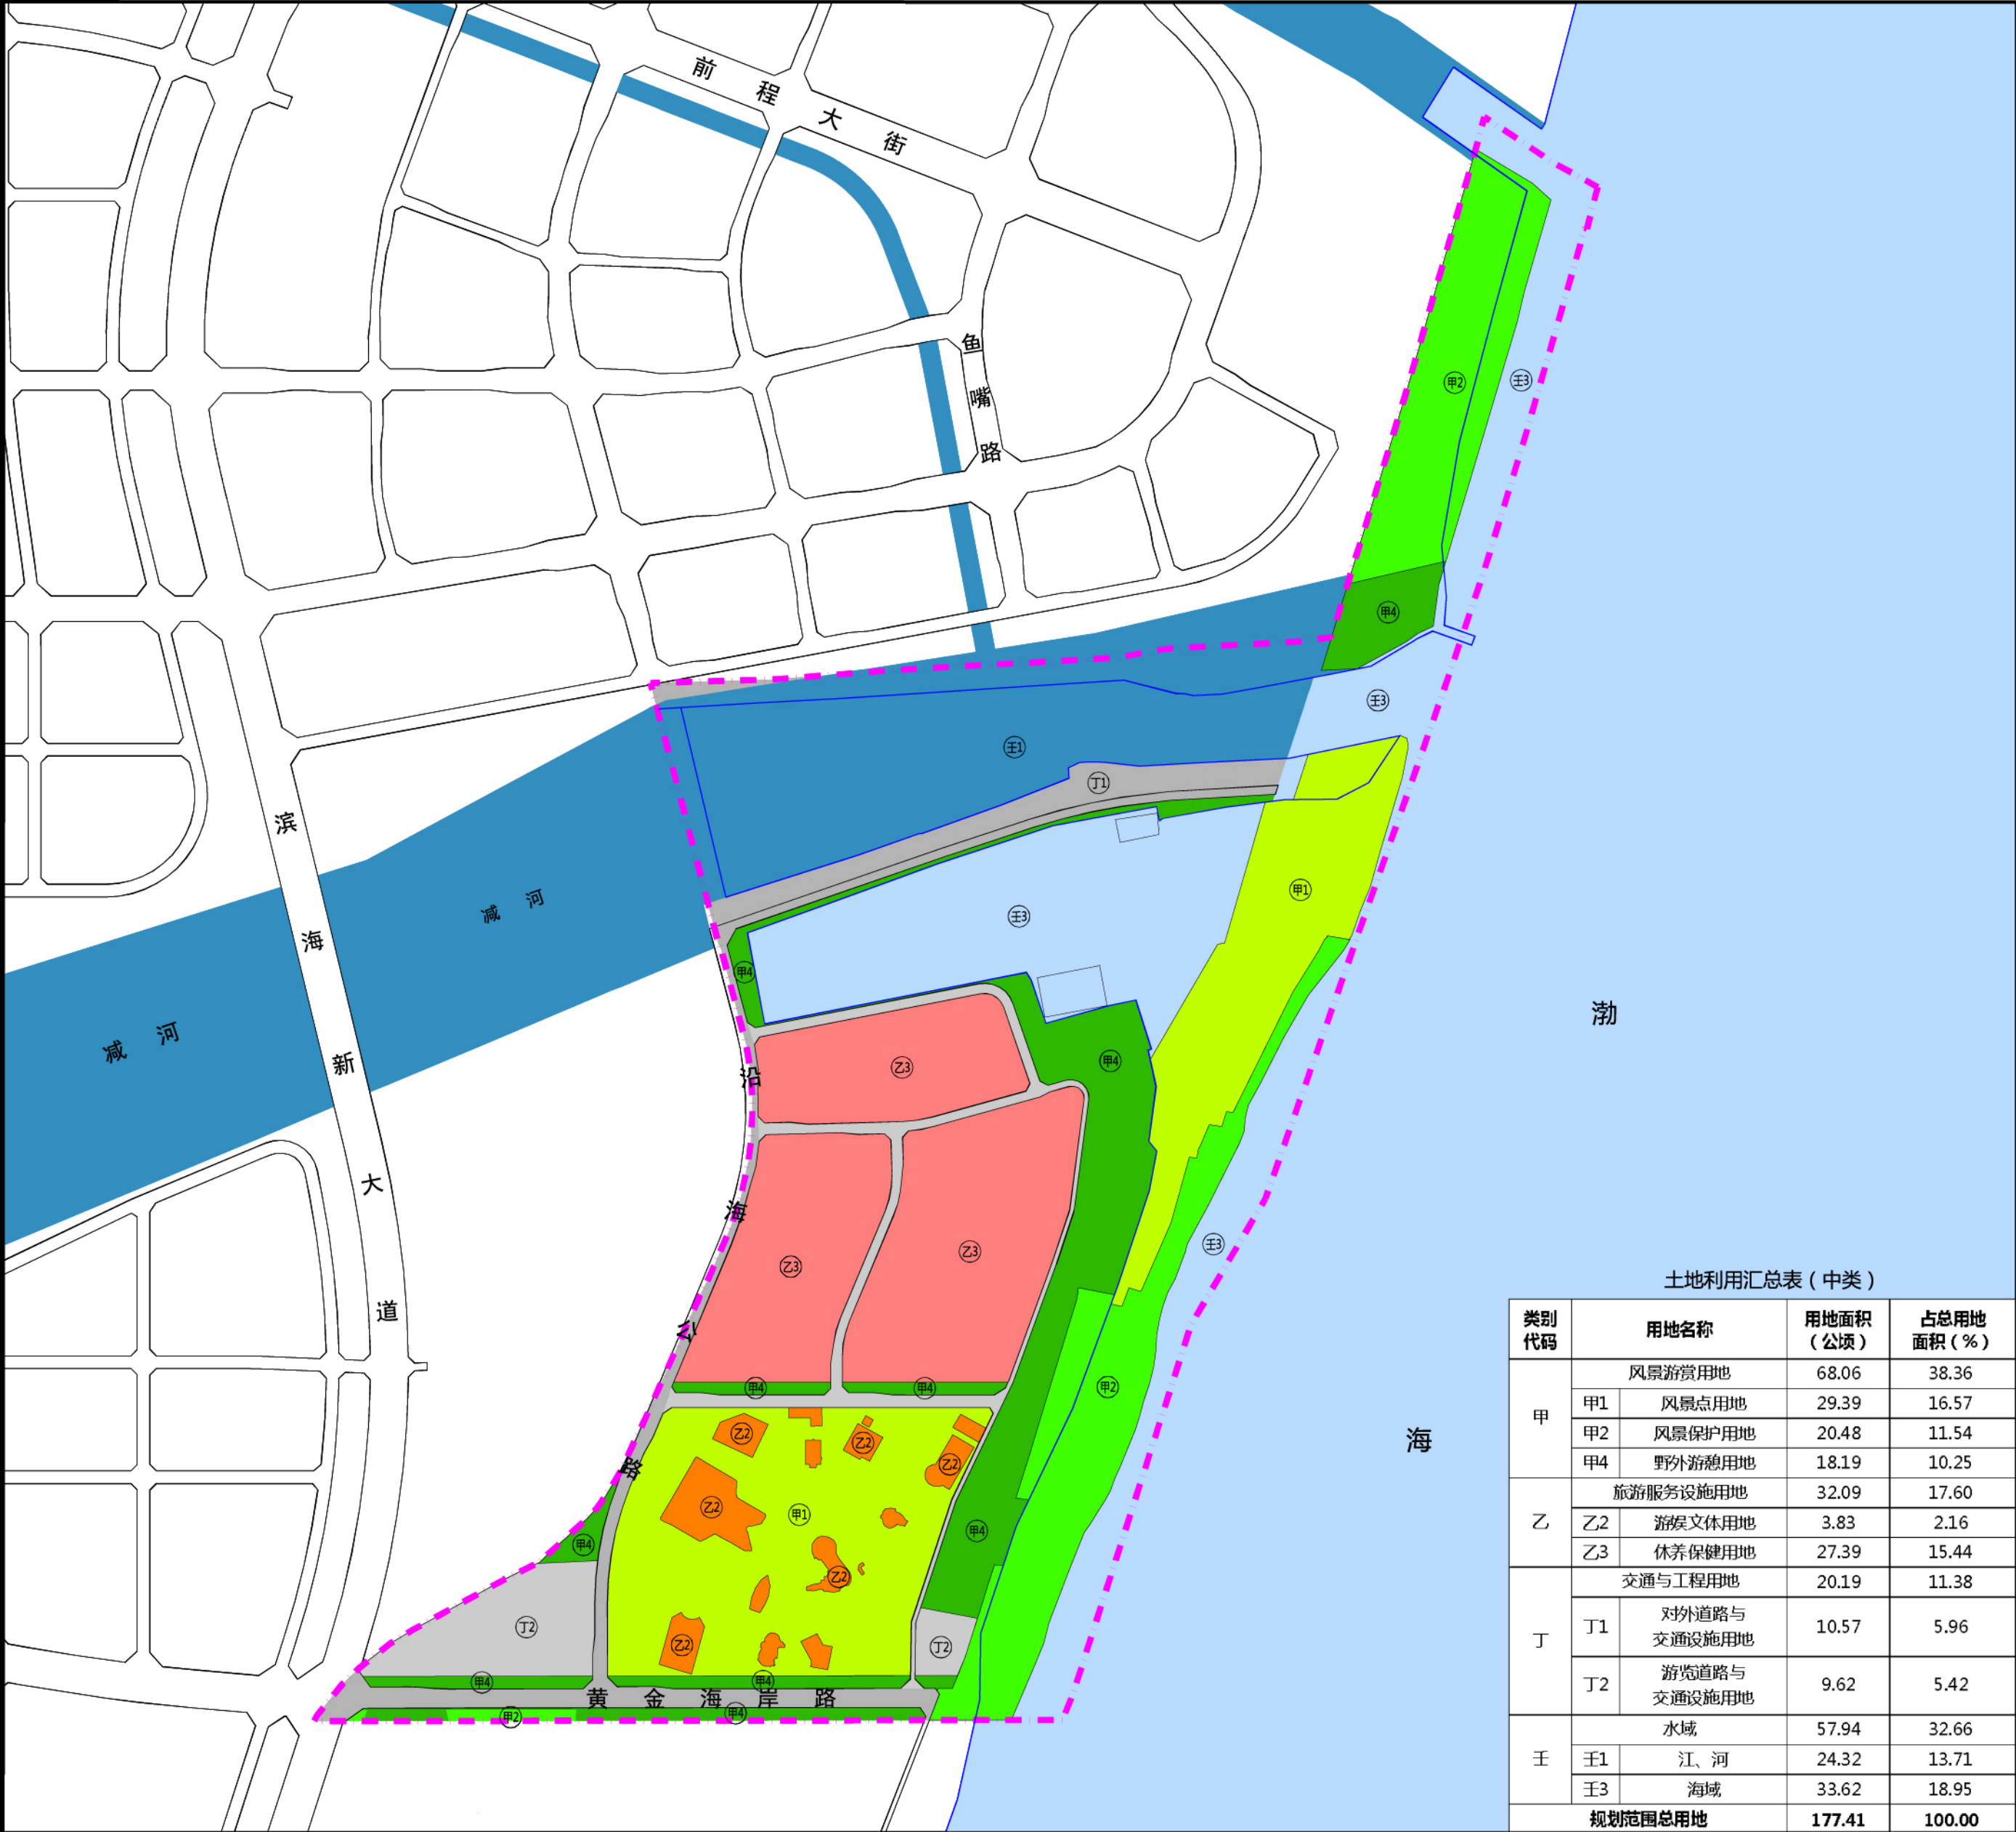 前程大街
鱼嘴路
甲2
壬3
甲4
壬3
壬1
丁1
滨海新大道
甲1
减河
壬3
甲4
减河
渤海
沿海公路
乙3
甲4
乙3
乙3
壬3
甲4
甲4
甲2
乙2
乙2
乙2
乙2
甲1
甲4
甲4
乙2
丁2
乙2
丁2
甲4
甲4
黄金海岸路
甲2
甲4
土地利用汇总表（中类）
类别代码 用地名称 用地面积（公顷） 占总用地面积（%）
甲 风景游赏用地 68.06 38.36
甲1 风景点用地 29.39 16.57
甲2 风景保护用地 20.48 11.54
甲4 野外游憩用地 18.19 10.25
乙 旅游服务设施用地 32.09 17.60
乙2 游娱文体用地 3.83 2.16
乙3 休养保健用地 27.39 15.44
丁 交通与工程用地 20.19 11.38
丁1 对外道路与交通设施用地 10.57 5.96
丁2 游览道路与交通设施用地 9.62 5.42
壬 水域 57.94 32.66
壬1 江、河 24.32 13.71
壬3 海域 33.62 18.95
规划范围总用地 177.41 100.00